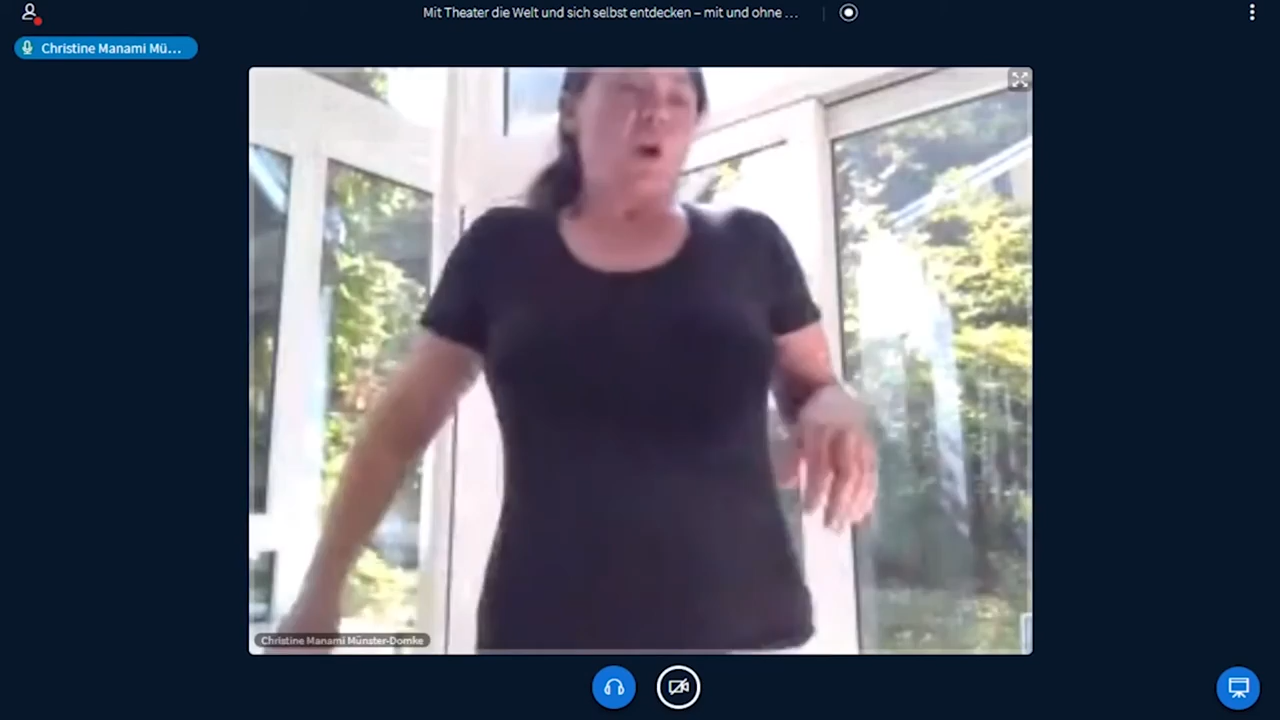 Mit Theater die Welt und sich selbst entdecken – mit und ohne ...
Christine Manami Mü...
Christine Manami Münster-Domke